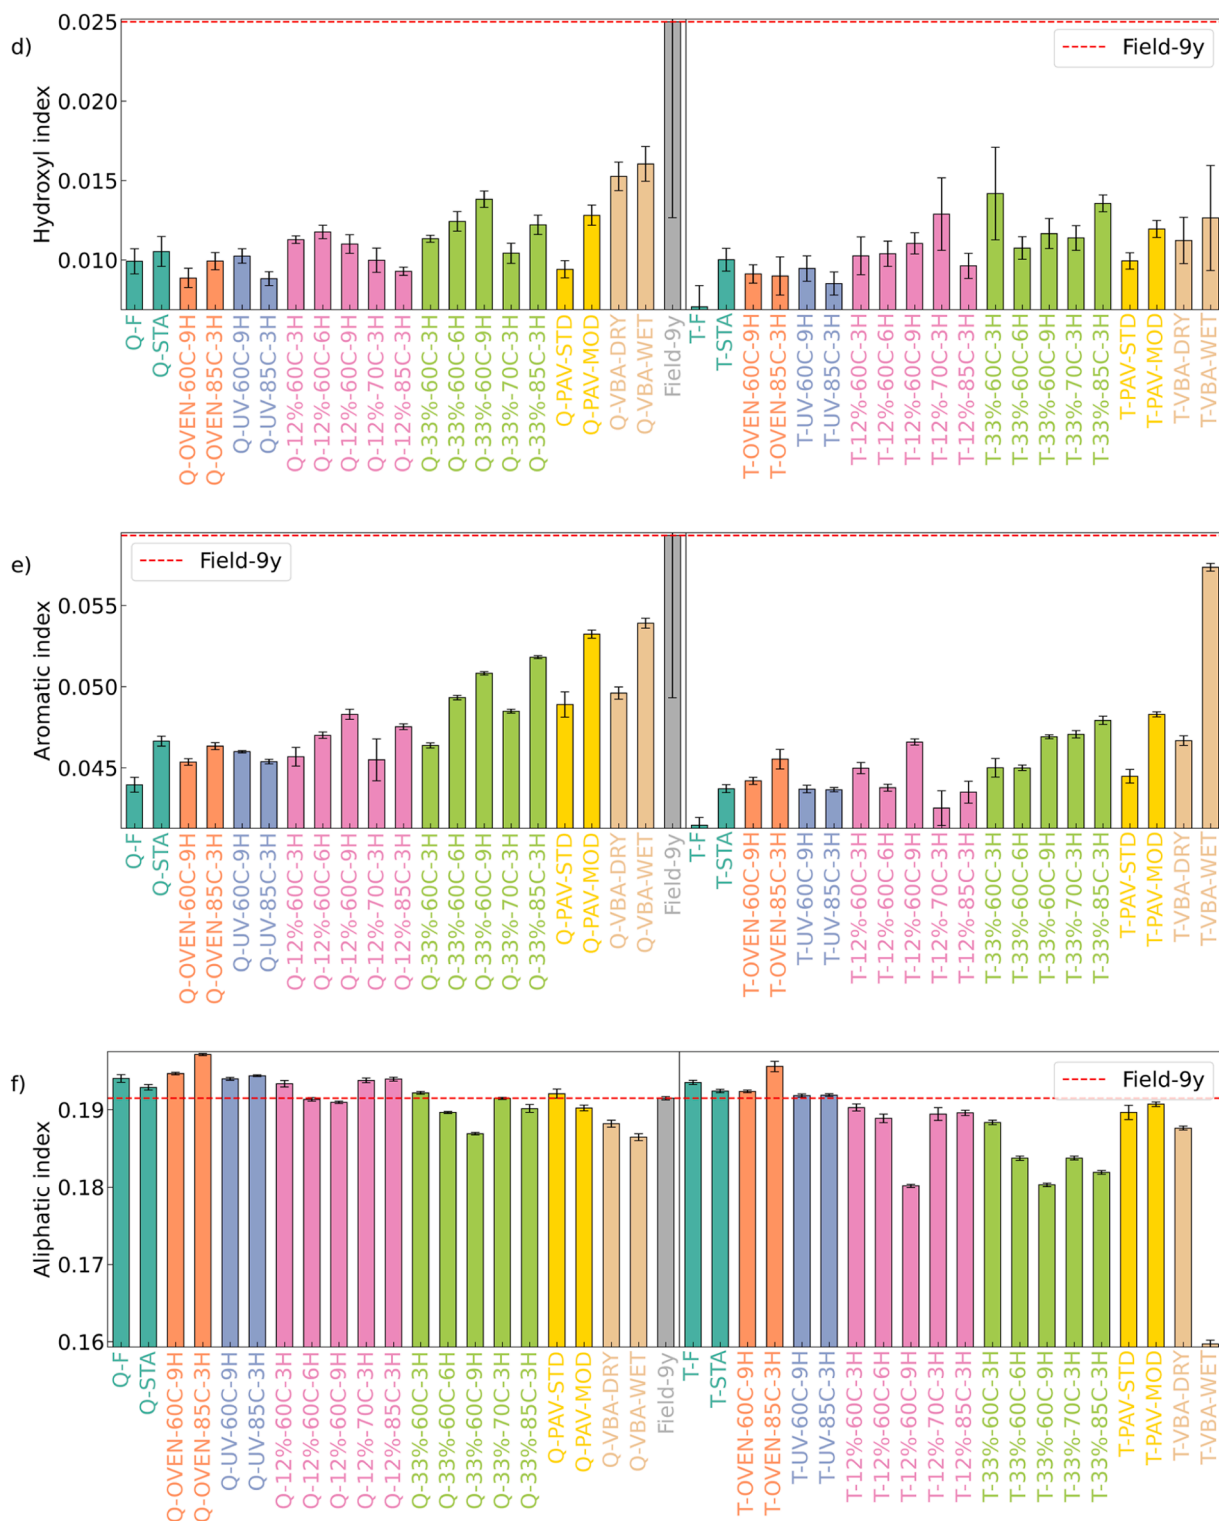 d)
Hydroxyl index
0.025
0.020
0.015
0.010
Field-9y
Q-F
Q-STA
Q-OVEN-60C-9H
Q-OVEN-85C-3H
Q-UV-60C-9H
Q-UV-85C-3H
Q-12%-60C-3H
Q-12%-60C-6H
Q-12%-60C-9H
Q-12%-70C-3H
Q-12%-85C-3H
Q-33%-60C-3H
Q-33%-60C-6H
Q-33%-60C-9H
Q-33%-70C-3H
Q-33%-85C-3H
Q-PAV-STD
Q-PAV-MOD
Q-VBA-DRY
Q-VBA-WET
Field-9y
T-F
T-STA
T-OVEN-60C-9H
T-OVEN-85C-3H
T-UV-60C-9H
T-UV-85C-3H
T-12%-60C-3H
T-12%-60C-6H
T-12%-60C-9H
T-12%-70C-3H
T-12%-85C-3H
T-33%-60C-3H
T-33%-60C-6H
T-33%-60C-9H
T-33%-70C-3H
T-33%-85C-3H
T-PAV-STD
T-PAV-MOD
T-VBA-DRY
T-VBA-WET
e)
Aromatic index
Field-9y
0.055
0.050
0.045
Q-F
Q-STA
Q-OVEN-60C-9H
Q-OVEN-85C-3H
Q-UV-60C-9H
Q-UV-85C-3H
Q-12%-60C-3H
Q-12%-60C-6H
Q-12%-60C-9H
Q-12%-70C-3H
Q-12%-85C-3H
Q-33%-60C-3H
Q-33%-60C-6H
Q-33%-60C-9H
Q-33%-70C-3H
Q-33%-85C-3H
Q-PAV-STD
Q-PAV-MOD
Q-VBA-DRY
Q-VBA-WET
Field-9y
T-F
T-STA
T-OVEN-60C-9H
T-OVEN-85C-3H
T-UV-60C-9H
T-UV-85C-3H
T-12%-60C-3H
T-12%-60C-6H
T-12%-60C-9H
T-12%-70C-3H
T-12%-85C-3H
T-33%-60C-3H
T-33%-60C-6H
T-33%-60C-9H
T-33%-70C-3H
T-33%-85C-3H
T-PAV-STD
T-PAV-MOD
T-VBA-DRY
T-VBA-WET
f)
Aliphatic index
0.19
0.18
0.17
0.16
Field-9y
Q-F
Q-STA
Q-OVEN-60C-9H
Q-OVEN-85C-3H
Q-UV-60C-9H
Q-UV-85C-3H
Q-12%-60C-3H
Q-12%-60C-6H
Q-12%-60C-9H
Q-12%-70C-3H
Q-12%-85C-3H
Q-33%-60C-3H
Q-33%-60C-6H
Q-33%-60C-9H
Q-33%-70C-3H
Q-33%-85C-3H
Q-PAV-STD
Q-PAV-MOD
Q-VBA-DRY
Q-VBA-WET
Field-9y
T-F
T-STA
T-OVEN-60C-9H
T-OVEN-85C-3H
T-UV-60C-9H
T-UV-85C-3H
T-12%-60C-3H
T-12%-60C-6H
T-12%-60C-9H
T-12%-70C-3H
T-12%-85C-3H
T-33%-60C-3H
T-33%-60C-6H
T-33%-60C-9H
T-33%-70C-3H
T-33%-85C-3H
T-PAV-STD
T-PAV-MOD
T-VBA-DRY
T-VBA-WET